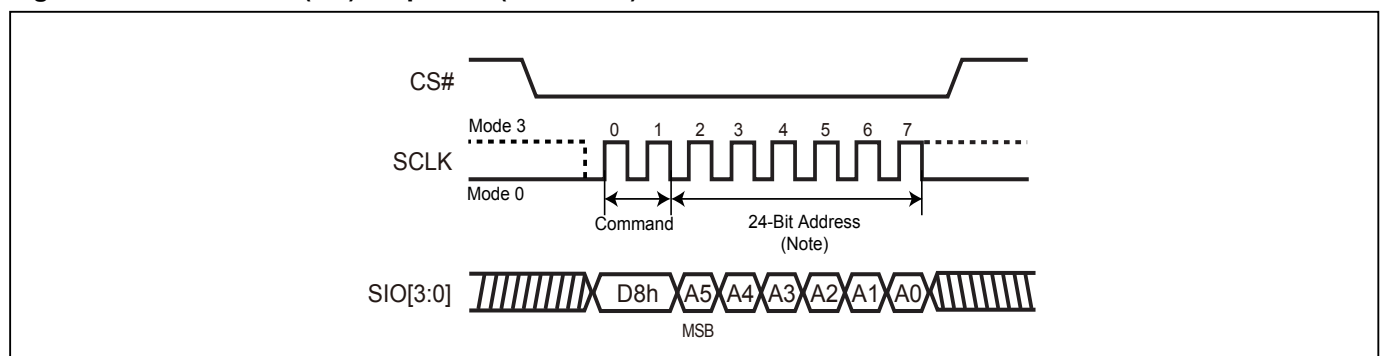 CS#
Mode 3
0 1 2 3 4 5 6 7
SCLK
Mode 0
Command
24-Bit Address
(Note)
SIO[3:0]
D8h A5 A4 A3 A2 A1 A0
MSB